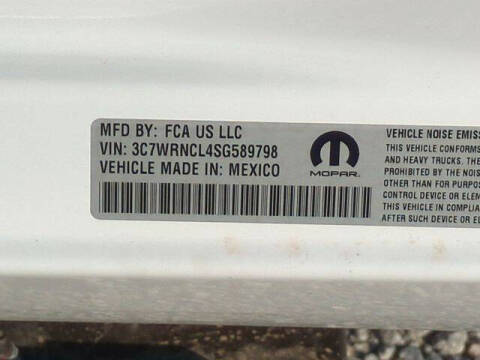 MFD BY: FCA US LLC
VIN: 3C7WRNCL4SG589798
VEHICLE MADE IN: MEXICO
MOPAR
VEHICLE NOISE EMISS
THIS VEHICLE CONFORMS
AND HEAVY TRUCKS. THE
PROHIBITED BY THE NOIS
OTHER THAN FOR PURPOS
CONTROL DEVICE OR ELEM
THIS VEHICLE IS COVERE
AFTER SUCH DEVICE OR EL